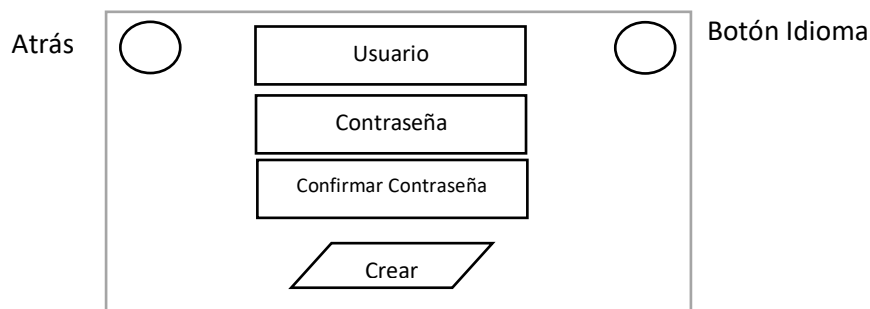 Atrás
Usuario
Botón Idioma
Contraseña
Confirmar Contraseña
Crear